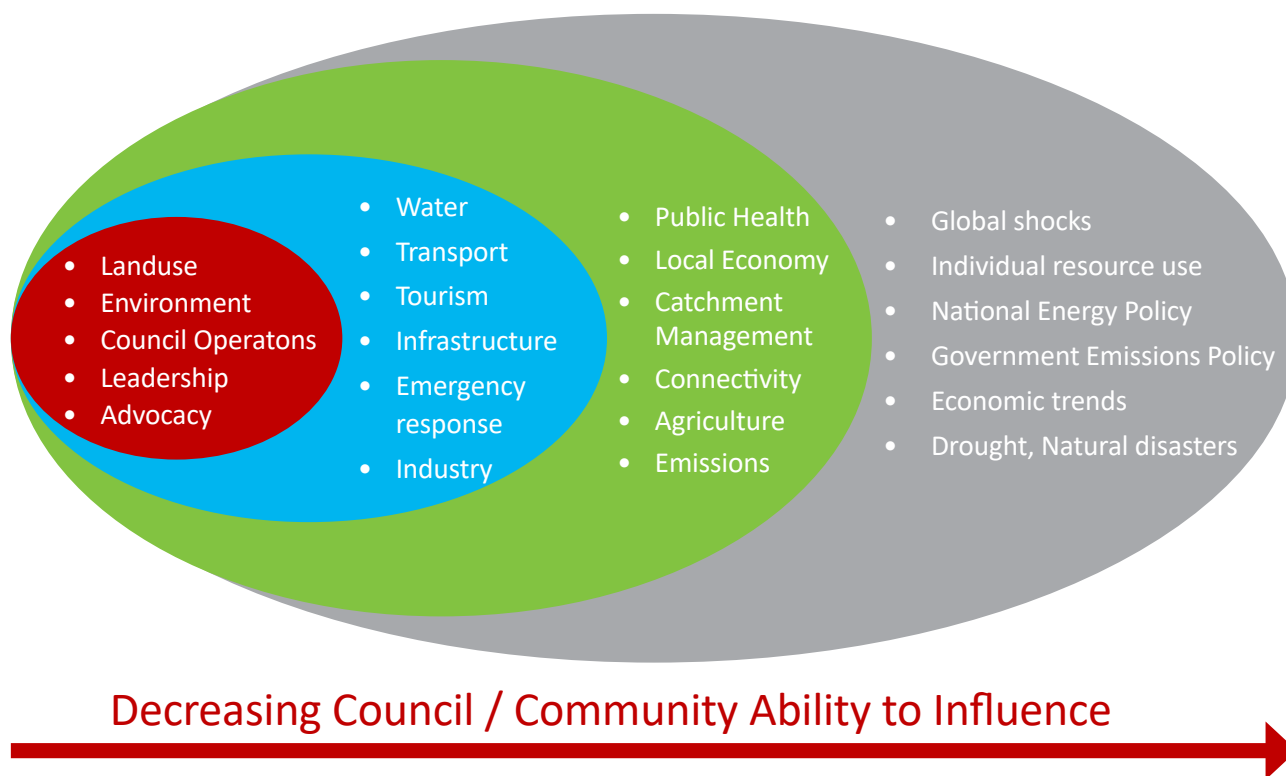 • Landuse
• Environment
• Council Operatons
• Leadership
• Advocacy
• Water
• Transport
• Tourism
• Infrastructure
• Emergency
response
• Industry
• Public Health
• Local Economy
• Catchment
Management
• Connectivity
• Agriculture
• Emissions
• Global shocks
• Individual resource use
• National Energy Policy
• Government Emissions Policy
• Economic trends
• Drought, Natural disasters
Decreasing Council / Community Ability to Influence